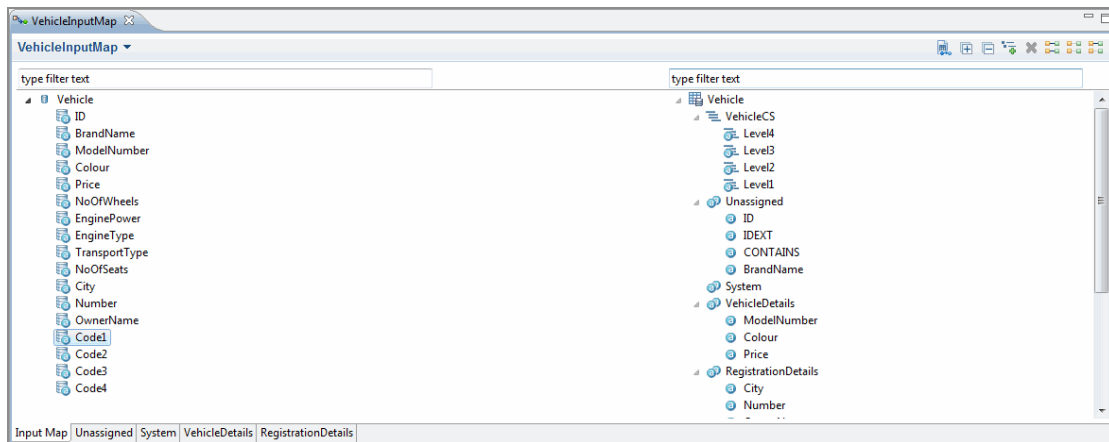 VehicleInputMap
VehicleInputMap
type filter text
Vehicle
ID
BrandName
ModelNumber
Colour
Price
NoOfWheels
EnginePower
EngineType
TransportType
NoOfSeats
City
Number
OwnerName
Code1
Code2
Code3
Code4
type filter text
Vehicle
VehicleCS
Level4
Level3
Level2
Level1
Unassigned
ID
IDEXT
CONTAINS
BrandName
System
VehicleDetails
ModelNumber
Colour
Price
RegistrationDetails
City
Number
Input Map Unassigned System VehicleDetails RegistrationDetails